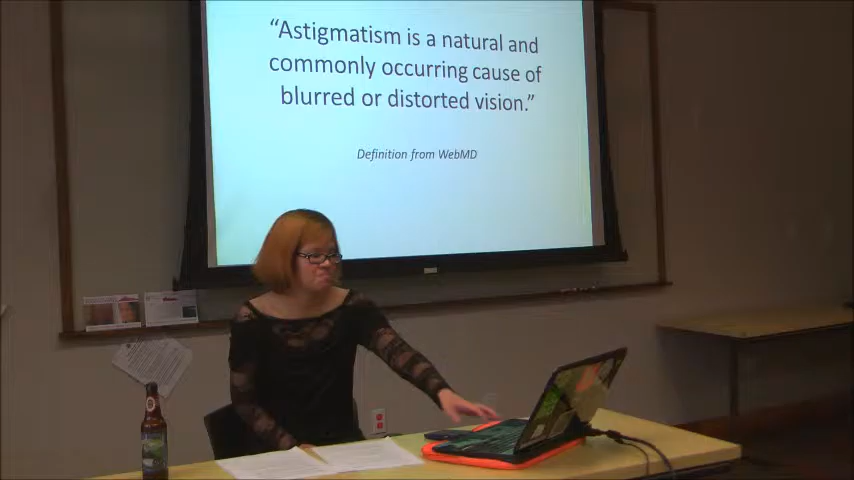 “Astigmatism is a natural and
commonly occurring cause of
blurred or distorted vision.”
Definition from WebMD